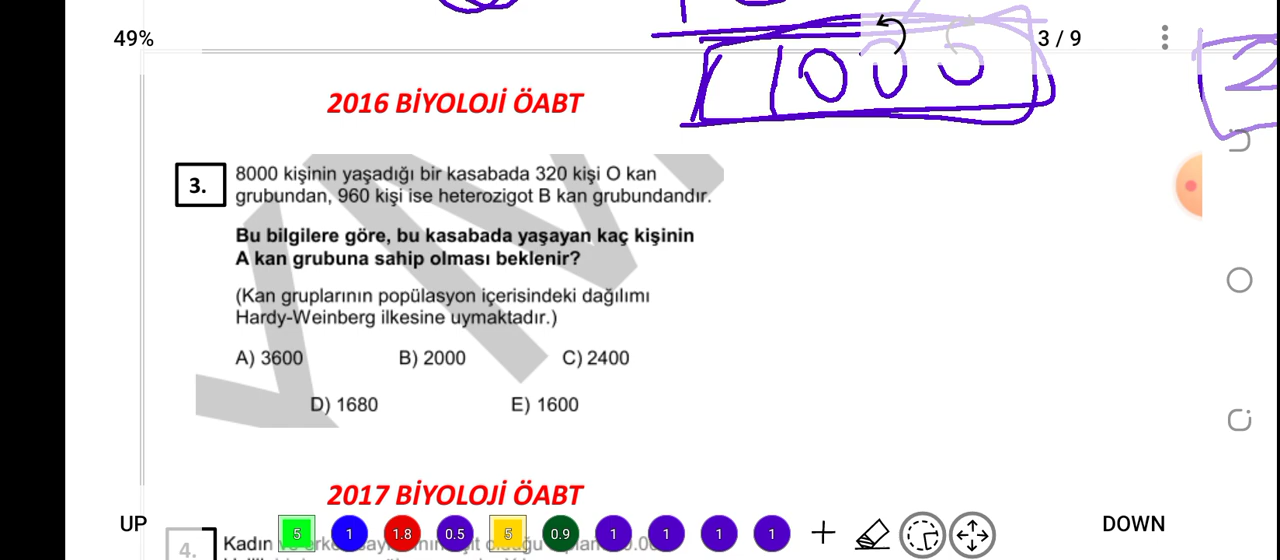 49%
3 / 9
1000
2
2016 BİYOLOJİ ÖABT
3.
8000 kişinin yaşadığı bir kasabada 320 kişi O kan
grubundan, 960 kişi ise heterozigot B kan grubundandır.
Bu bilgilere göre, bu kasabada yaşayan kaç kişinin
A kan grubuna sahip olması beklenir?
(Kan gruplarının popülasyon içerisindeki dağılımı
Hardy-Weinberg ilkesine uymaktadır.)
A) 3600 B) 2000 C) 2400
D) 1680 E) 1600
2017 BİYOLOJİ ÖABT
UP 5 1 1.8 0.5 5 0.9 1 1 1 1 DOWN
4. Kadın